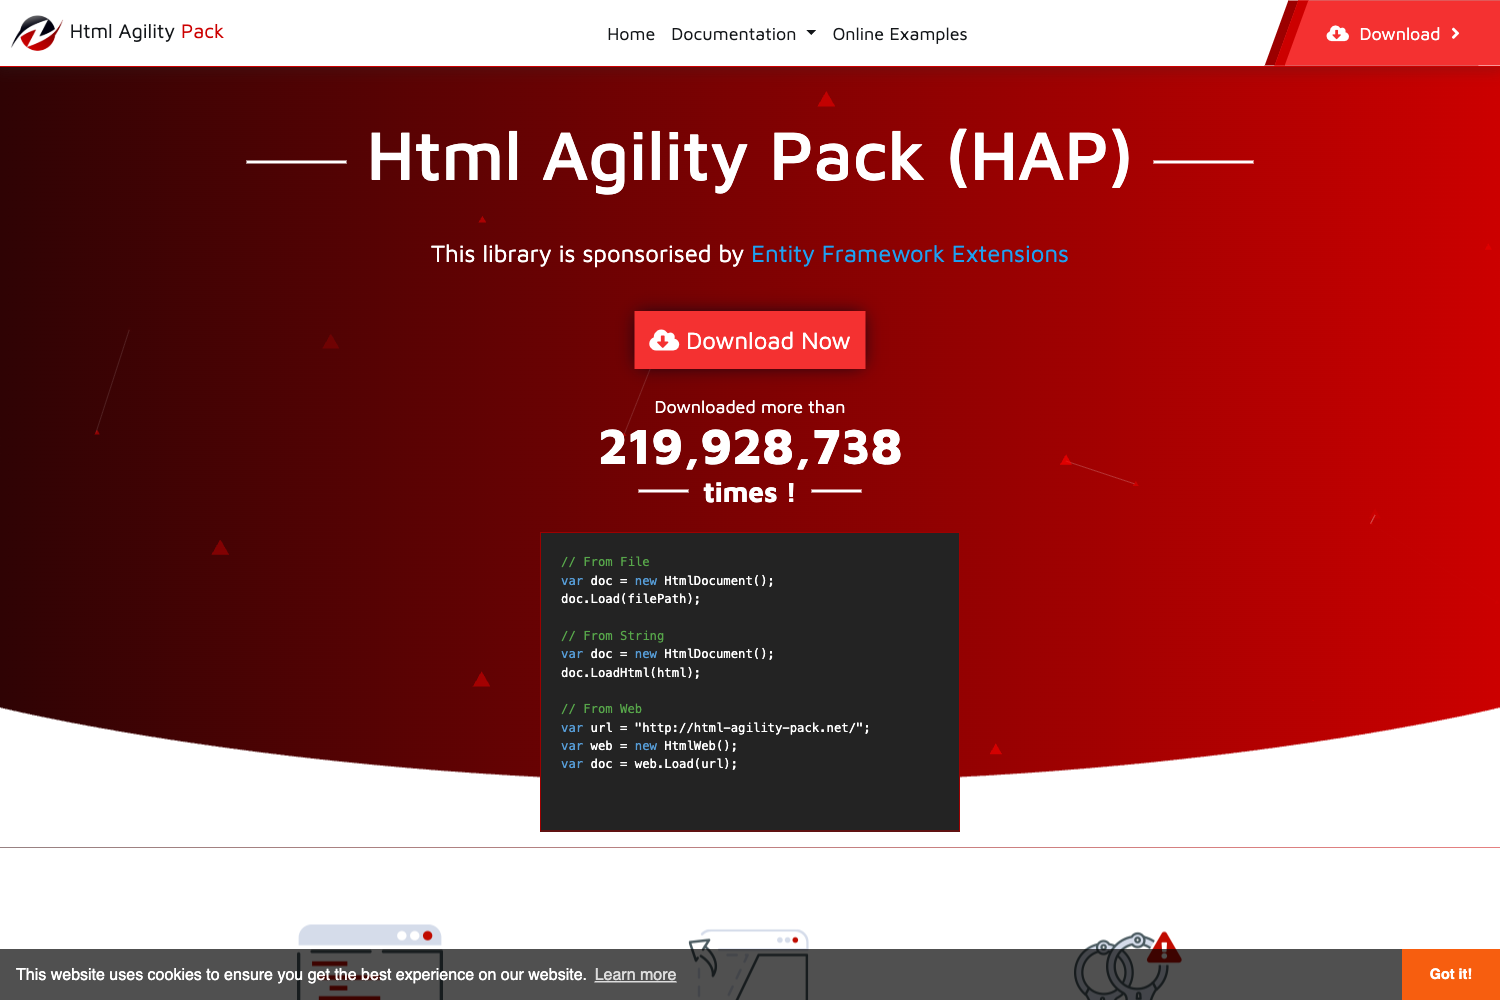 Html Agility Pack
Home Documentation Online Examples
Download
Html Agility Pack (HAP)
This library is sponsorised by Entity Framework Extensions
Download Now
Downloaded more than
219,928,738
times !
// From File
var doc = new HtmlDocument();
doc.Load(filePath);
// From String
var doc = new HtmlDocument();
doc.LoadHtml(html);
// From Web
var url = "http://html-agility-pack.net/";
var web = new HtmlWeb();
var doc = web.Load(url);
This website uses cookies to ensure you get the best experience on our website. Learn more
Got it!